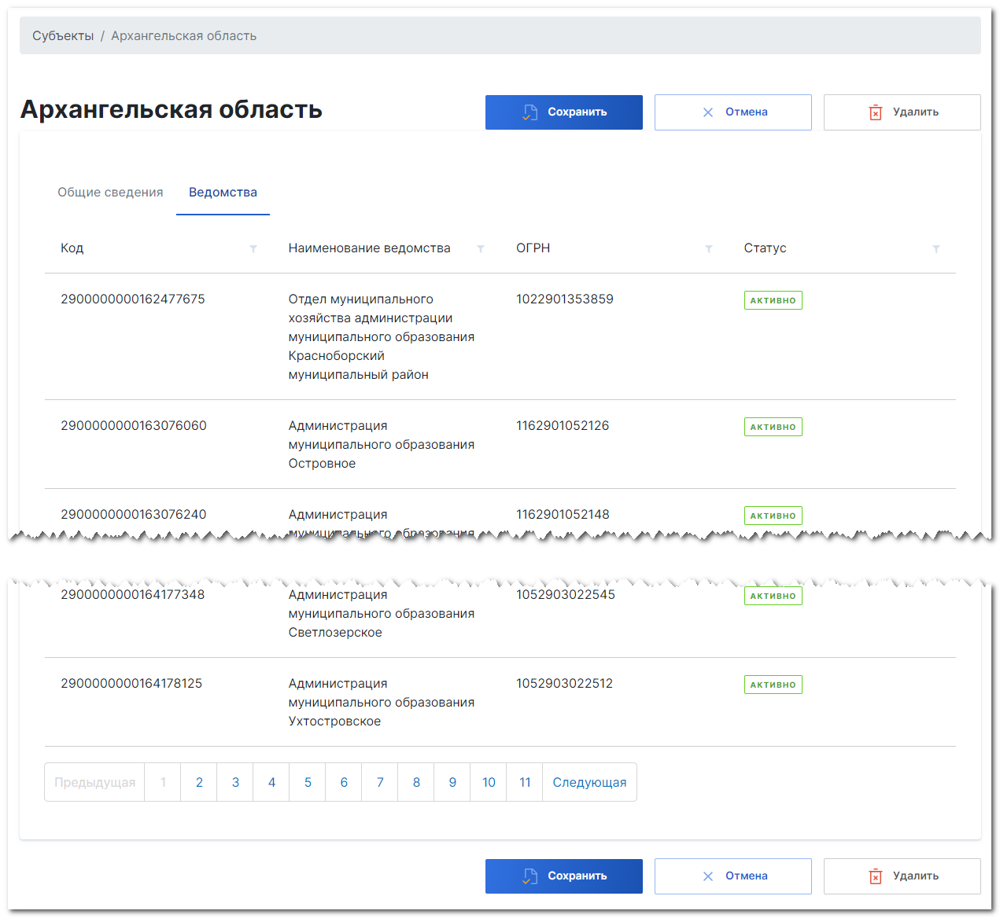 Субъекты / Архангельская область
Архангельская область
Сохранить
Отмена
Удалить
Общие сведения
Ведомства
Код
Наименование ведомства
ОГРН
Статус
2900000000162477675
Отдел муниципального
хозяйства администрации
муниципального образования
Красноборский
муниципальный район
1022901353859
АКТИВНО
2900000000163076060
Администрация
муниципального образования
Островное
1162901052126
АКТИВНО
2900000000163076240
Администрация
муниципального образования
1162901052148
АКТИВНО
2900000000164177348
Администрация
муниципального образования
Светлозерское
1052903022545
АКТИВНО
2900000000164178125
Администрация
муниципального образования
Ухтостровское
1052903022512
АКТИВНО
Предыдущая 1 2 3 4 5 6 7 8 9 10 11 Следующая
Сохранить
Отмена
Удалить